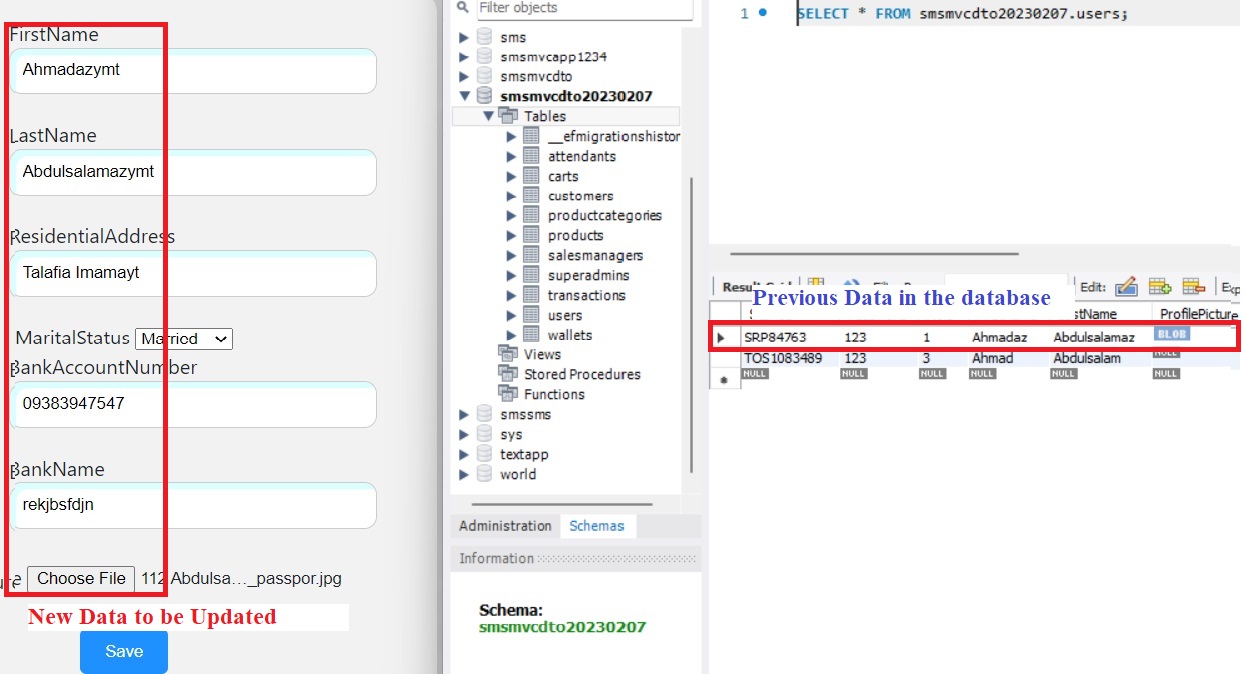 FirstName
Ahmadazymt
LastName
Abdulsalamazymt
ResidentialAddress
Talafia Imamayt
MaritalStatus Married
BankAccountNumber
09383947547
BankName
rekjbsfdjn
Choose File 112 Abdulsa…_passpor.jpg
New Data to be Updated
Save
Filter objects
sms
smsmvcapp1234
smsmvcdto
smsmvcdto20230207
Tables
__efmigrationshistor
attendants
carts
customers
productcategories
products
salesmanagers
superadmins
transactions
users
wallets
Views
Stored Procedures
Functions
smssms
sys
textapp
world
Administration Schemas
Information
Schema:
smsmvcdto20230207
1 SELECT * FROM smsmvcdto20230207.users;
Edit:
Previous Data in the database
stName ProfilePicture
SRP84763 123 1 Ahmadaz Abdulsalamaz BLOB
TOS1083489 123 3 Ahmad Abdulsalam NULL
NULL NULL NULL NULL NULL NULL